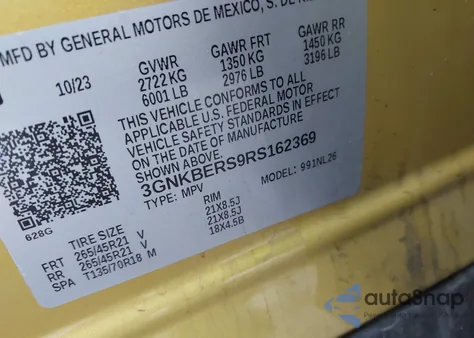 MFD BY GENERAL MOTORS DE MEXICO, S. DE
10/23
GVWR GAWR FRT GAWR RR
2722 KG 1350 KG 1450 KG
6001 LB 2976 LB 3196 LB
THIS VEHICLE CONFORMS TO ALL
APPLICABLE U.S. FEDERAL MOTOR
VEHICLE SAFETY STANDARDS IN EFFECT
ON THE DATE OF MANUFACTURE
SHOWN ABOVE.
3GNKBERS9RS162369
TYPE: MPV MODEL: 991NL26
628G
TIRE SIZE RIM
FRT 265/45R21 V 21X8.5J
RR 265/45R21 V 21X8.5J
SPA T135/70R18 M 18X4.5B
auta8nap